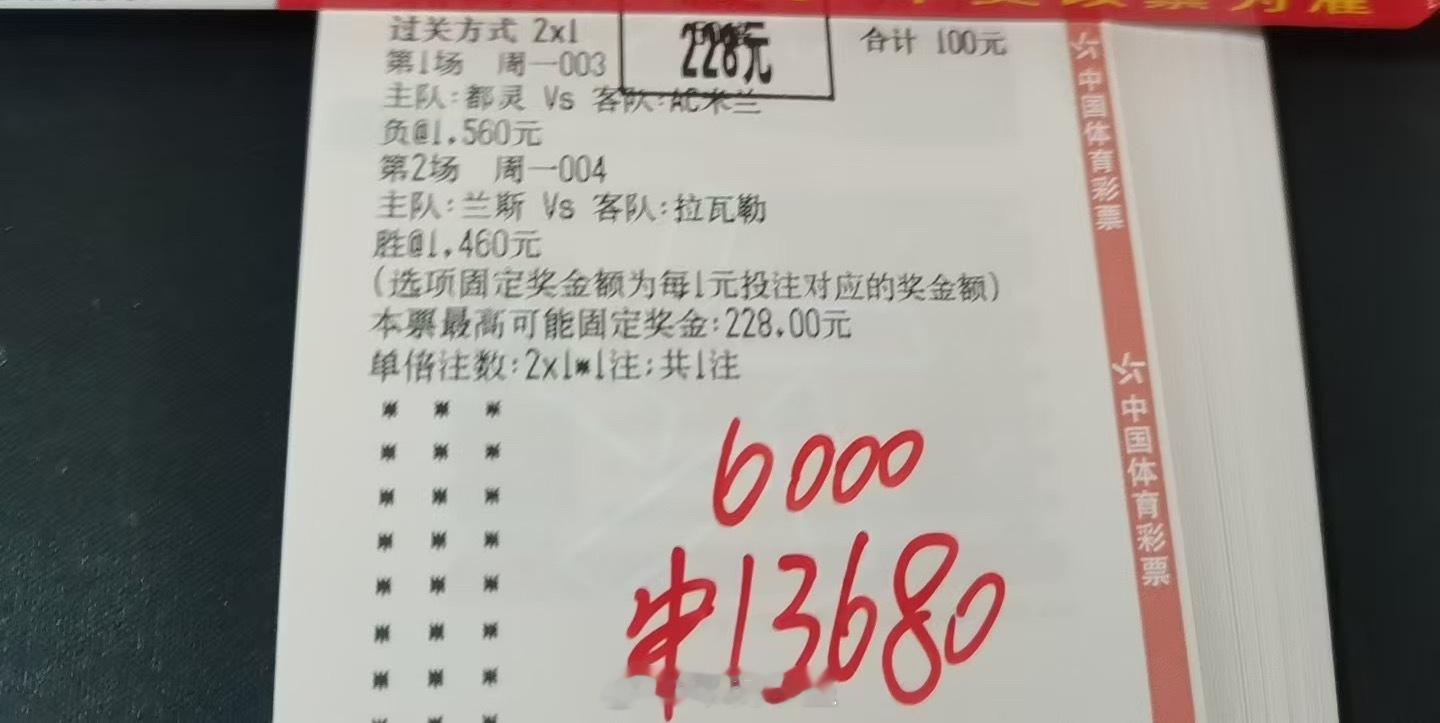 过关方式 2x1
228元
合计 100元
第1场 周一003
主队:都灵 Vs 客队:AC米兰
负@1.560元
第2场 周一004
主队:兰斯 Vs 客队:拉瓦勒
胜@1.460元
(选项固定奖金额为每1元投注对应的奖金额)
本票最高可能固定奖金:228.00元
单倍注数:2x1*1注;共1注
6000
中13680
中国体育彩票
中国体育彩票